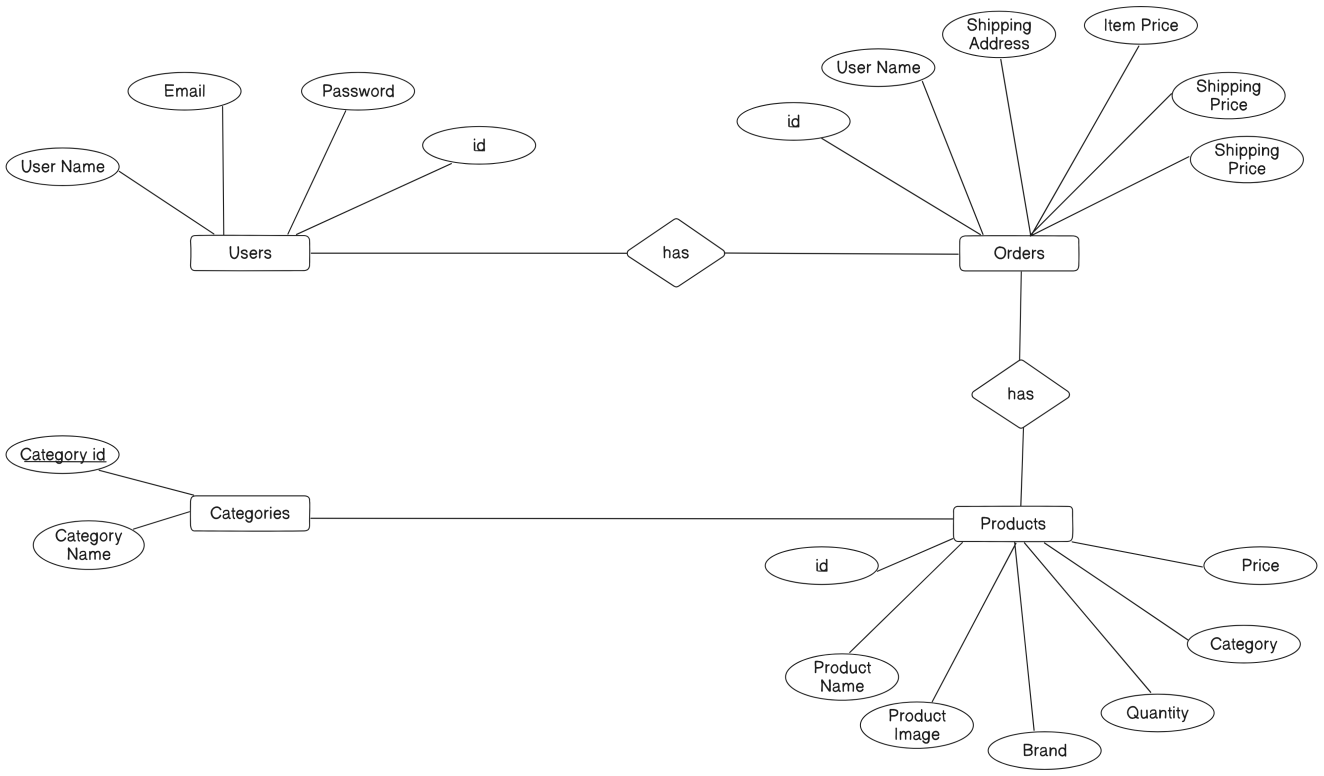 Shipping
Address
Item Price
User Name
Email
Password
Shipping
Price
id
id
User Name
Shipping
Price
Users
has
Orders
has
Category id
Categories
Products
Category
Name
id
Price
Product
Name
Category
Product
Image
Quantity
Brand